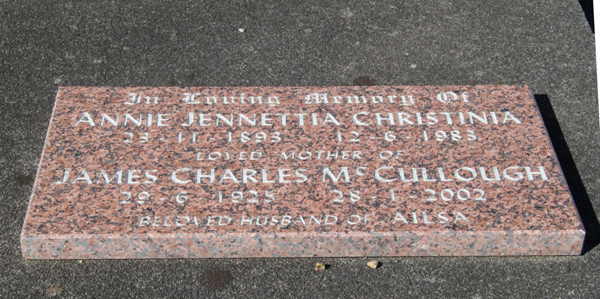 In Loving Memory Of
ANNIE JENNETTIA CHRISTINIA
23·11·1893 12·6·1983
LOVED MOTHER OF
JAMES CHARLES McCULLOUGH
29·6·1925 28·1·2002
BELOVED HUSBAND OF AILSA